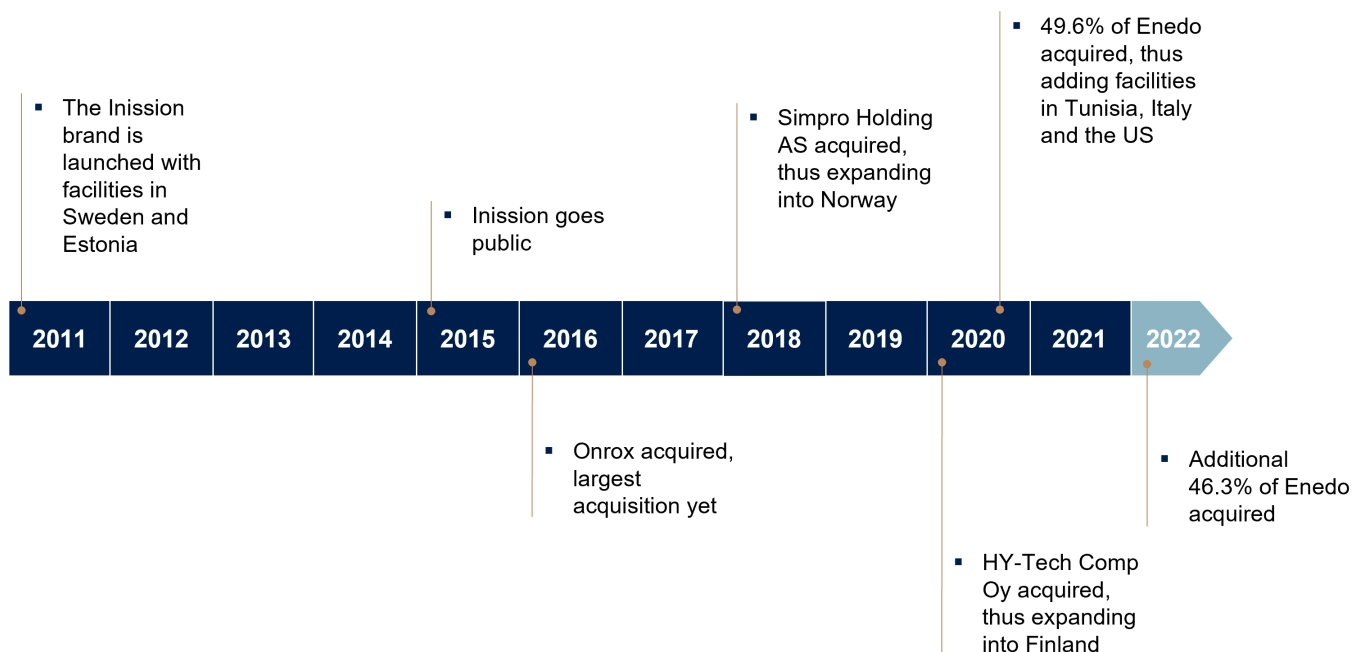 49.6% of Enedo
acquired, thus
adding facilities
in Tunisia, Italy
and the US
The Inission
brand is
launched with
facilities in
Sweden and
Estonia
Simpro Holding
AS acquired,
thus expanding
into Norway
Inission goes
public
2011 2012 2013 2014 2015 2016 2017 2018 2019 2020 2021 2022
Onrox acquired,
largest
acquisition yet
Additional
46.3% of Enedo
acquired
HY-Tech Comp
Oy acquired,
thus expanding
into Finland